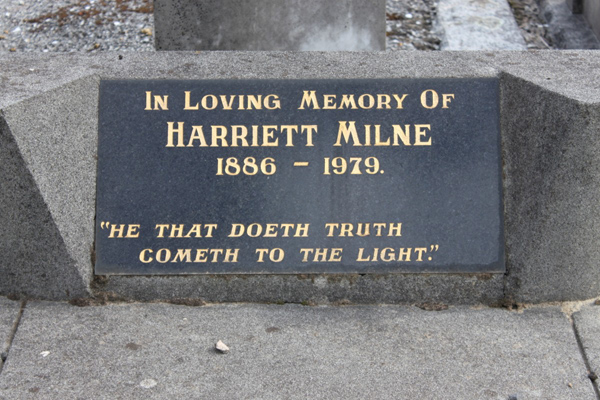 In Loving Memory Of
Harriett Milne
1886 – 1979.
"HE THAT DOETH TRUTH
COMETH TO THE LIGHT."